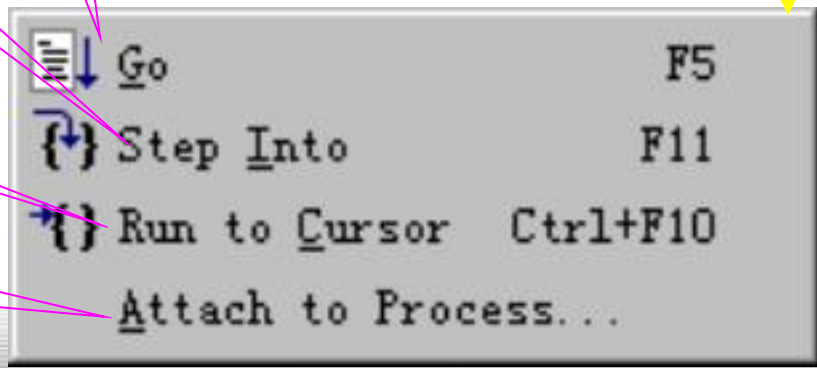 Go F5
Step Into F11
Run to Cursor Ctrl+F10
Attach to Process...